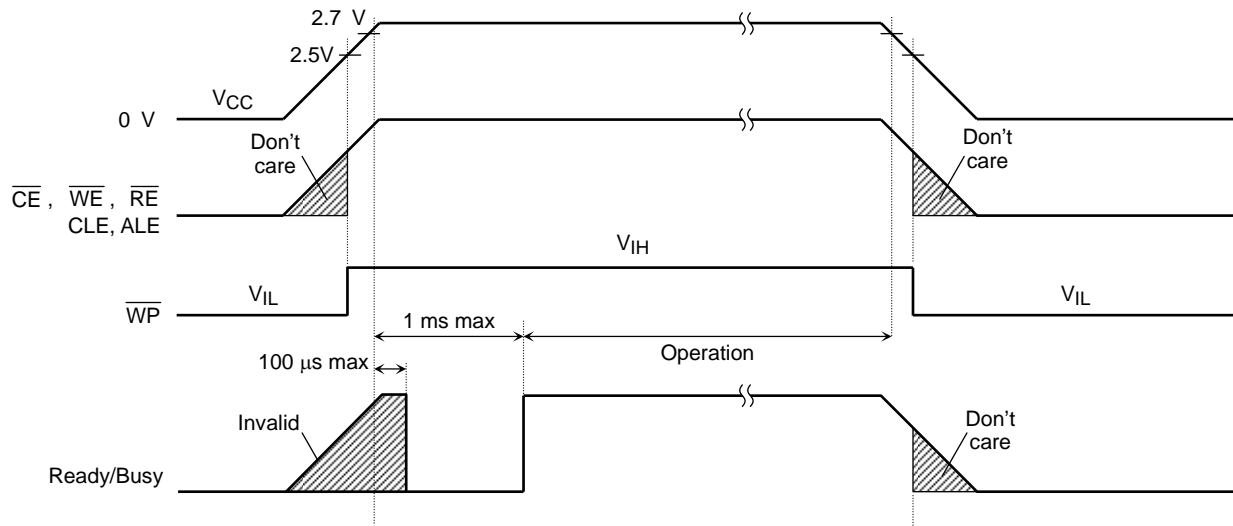 2.7 V
2.5V
VCC
0 V
Don't
care
Don't
care
CE , WE , RE
CLE, ALE
VIH
VIL
VIL
WP
1 ms max
Operation
100 µs max
Invalid
Don't
care
Ready/Busy